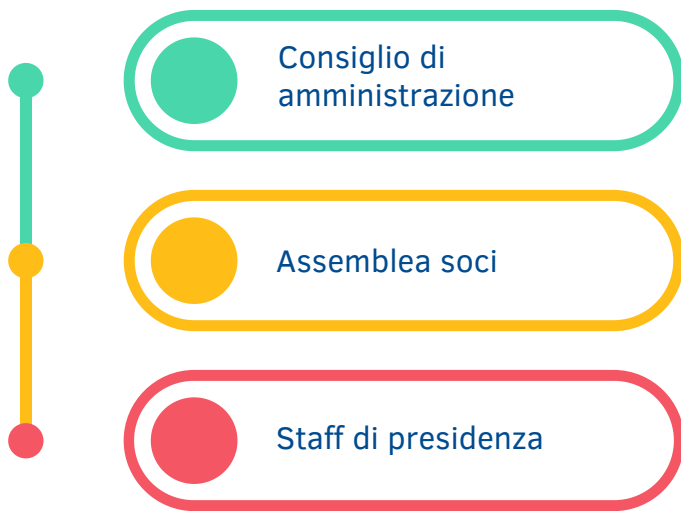 Consiglio di
amministrazione
Assemblea soci
Staff di presidenza